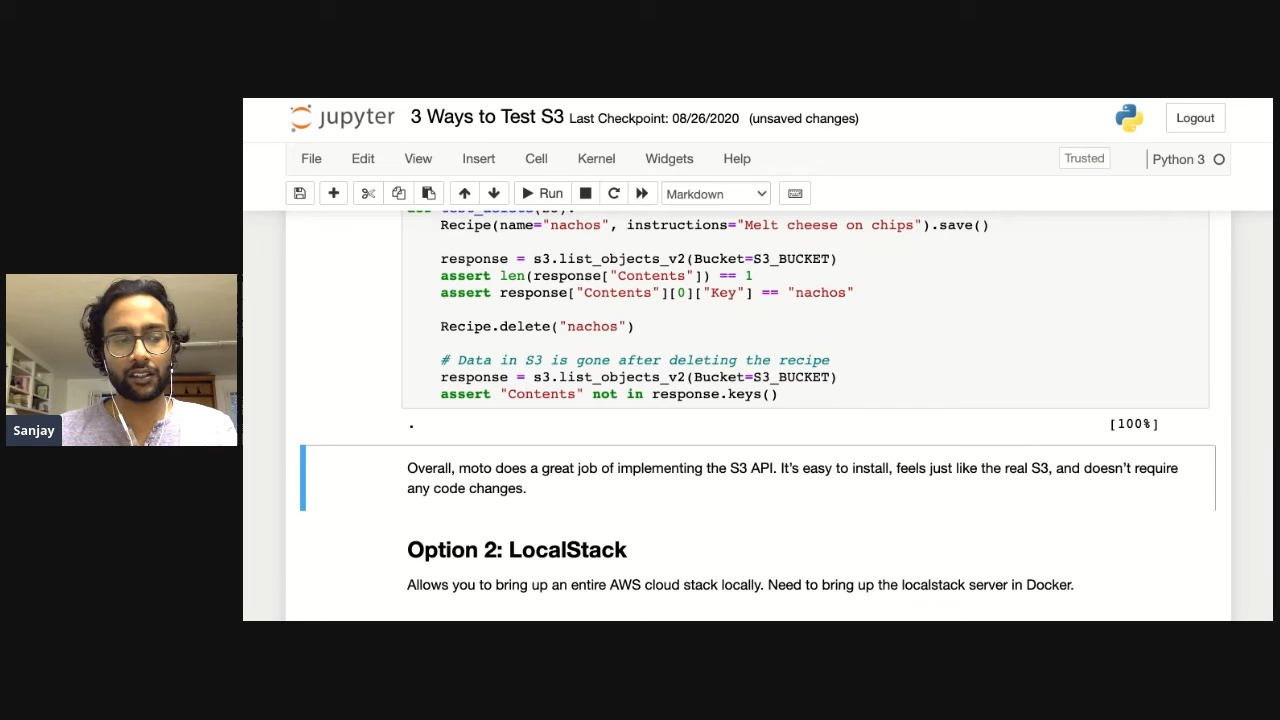 jupyter 3 Ways to Test S3 Last Checkpoint: 08/26/2020 (unsaved changes) Logout
File Edit View Insert Cell Kernel Widgets Help Trusted Python 3
Run Markdown
Recipe(name="nachos", instructions="Melt cheese on chips").save()
response = s3.list_objects_v2(Bucket=S3_BUCKET)
assert len(response["Contents"]) == 1
assert response["Contents"][0]["Key"] == "nachos"
Recipe.delete("nachos")
# Data in S3 is gone after deleting the recipe
response = s3.list_objects_v2(Bucket=S3_BUCKET)
assert "Contents" not in response.keys()
. [100%]
Sanjay
Overall, moto does a great job of implementing the S3 API. It’s easy to install, feels just like the real S3, and doesn’t require
any code changes.
Option 2: LocalStack
Allows you to bring up an entire AWS cloud stack locally. Need to bring up the localstack server in Docker.